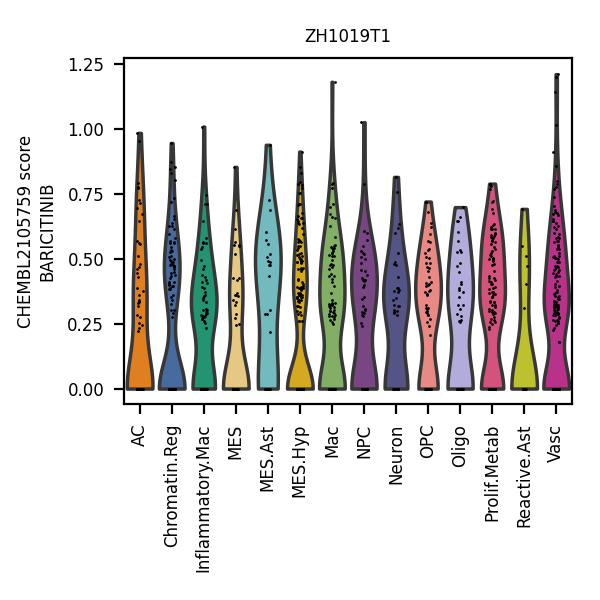 ZH1019T1
CHEMBL2105759 score
BARICITINIB
1.25
1.00
0.75
0.50
0.25
0.00
AC
Chromatin.Reg
Inflammatory.Mac
MES
MES.Ast
MES.Hyp
Mac
NPC
Neuron
OPC
Oligo
Prolif.Metab
Reactive.Ast
Vasc